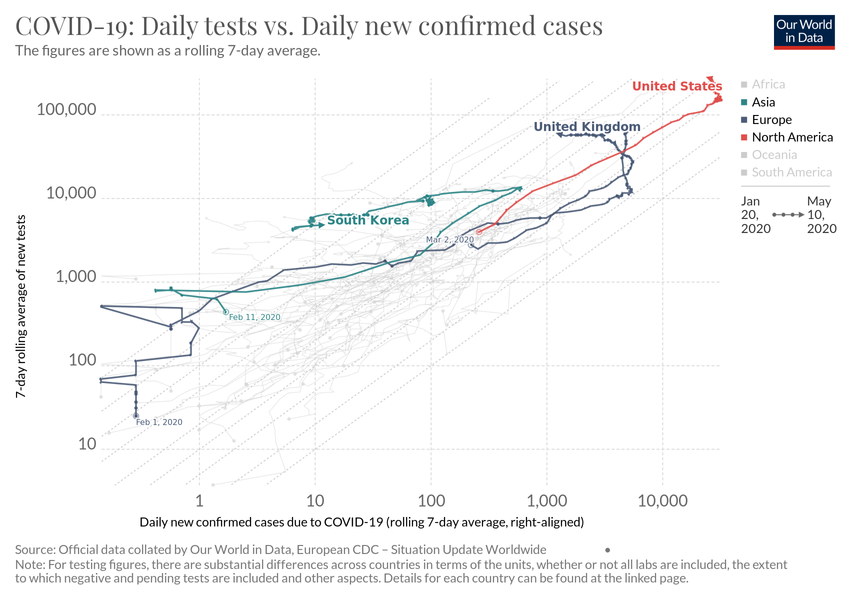 COVID-19: Daily tests vs. Daily new confirmed cases
The figures are shown as a rolling 7-day average.
Our World
in Data
7-day rolling average of new tests
100,000
10,000
1,000
100
10
United States
United Kingdom
South Korea
Mar 2, 2020
Feb 11, 2020
Feb 1, 2020
1
10
100
1,000
10,000
Daily new confirmed cases due to COVID-19 (rolling 7-day average, right-aligned)
Africa
Asia
Europe
North America
Oceania
South America
Jan
20,
2020
May
10,
2020
Source: Official data collated by Our World in Data, European CDC – Situation Update Worldwide
Note: For testing figures, there are substantial differences across countries in terms of the units, whether or not all labs are included, the extent
to which negative and pending tests are included and other aspects. Details for each country can be found at the linked page.